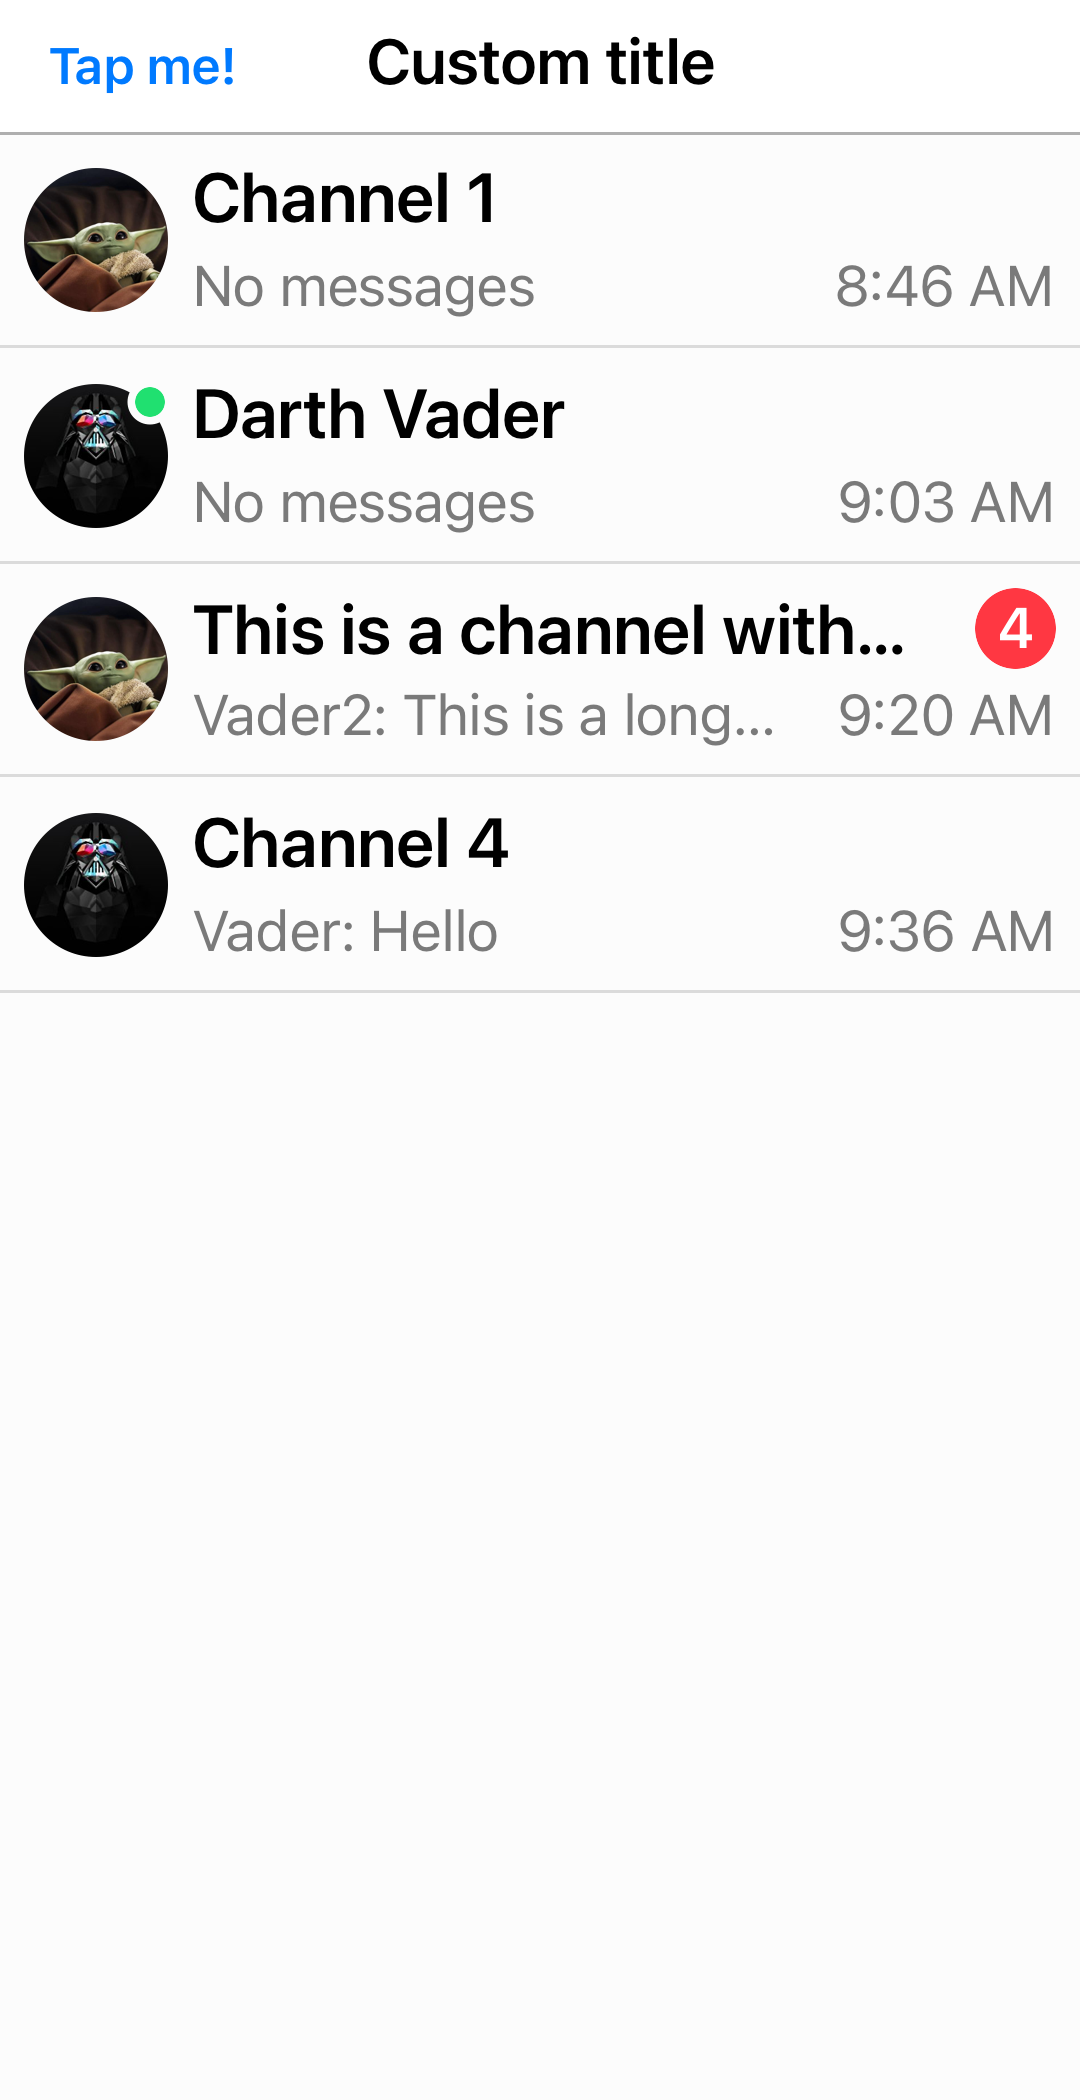 Tap me! Custom title
Channel 1
No messages 8:46 AM
Darth Vader
No messages 9:03 AM
This is a channel with... 4
Vader2: This is a long... 9:20 AM
Channel 4
Vader: Hello 9:36 AM